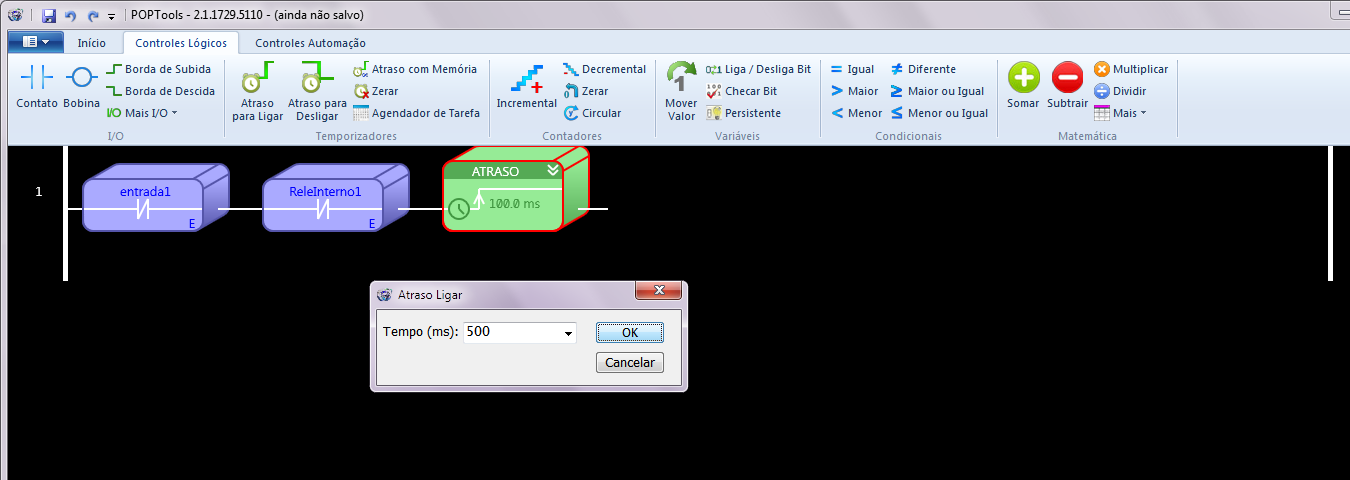 POPTools - 2.1.1729.5110 - (ainda não salvo)
Início Controles Lógicos Controles Automação
Contato
Bobina
Borda de Subida
Borda de Descida
Mais I/O
I/O
Atraso
para Ligar
Atraso para
Desligar
Atraso com Memória
Zerar
Agendador de Tarefa
Temporizadores
Incremental
Decremental
Zerar
Circular
Contadores
Mover
Valor
Liga / Desliga Bit
Checar Bit
Persistente
Variáveis
Igual
Maior
Menor
Diferente
Maior ou Igual
Menor ou Igual
Condicionais
Somar
Subtrair
Multiplicar
Dividir
Mais
Matemática
1
entrada1
E
ReleInterno1
E
ATRASO
100.0 ms
Atraso Ligar
Tempo (ms): 500
OK
Cancelar